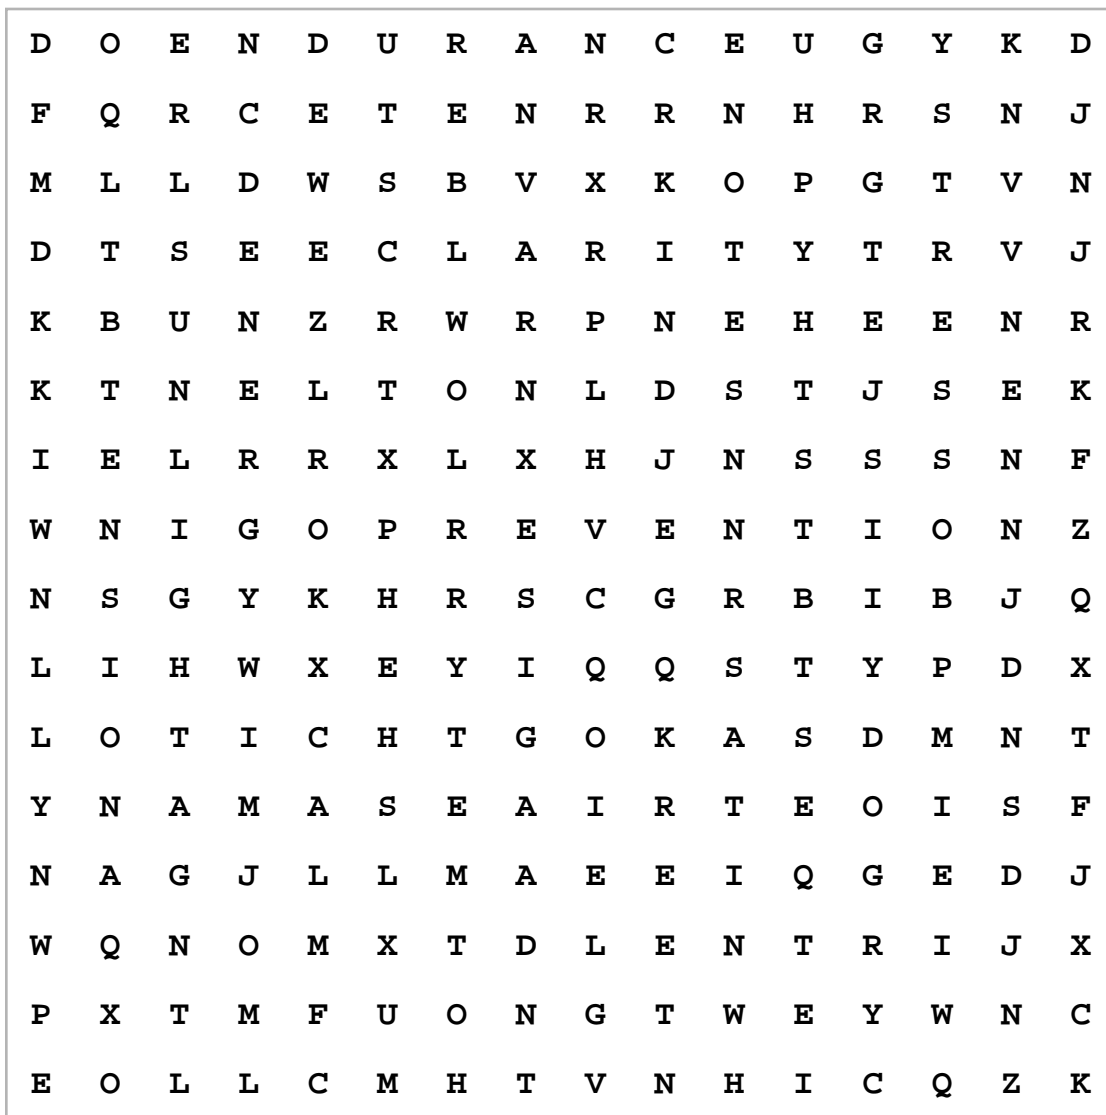 D O E N D U R A N C E U G Y K D
F Q R C E T E N R R N H R S N J
M L L D W S B V X K O P G T V N
D T S E E C L A R I T Y T R V J
K B U N Z R W R P N E H E E N R
K T N E L T O N L D S T J S E K
I E L R R X L X H J N S S S N F
W N I G O P R E V E N T I O N Z
N S G Y K H R S C G R B I B J Q
L I H W X E Y I Q Q S T Y P D X
L O T I C H T G O K A S D M N T
Y N A M A S E A I R T E O I S F
N A G J L L M A E E I Q G E D J
W Q N O M X T D L E N T R I J X
P X T M F U O N G T W E Y W N C
E O L L C M H T V N H I C Q Z K